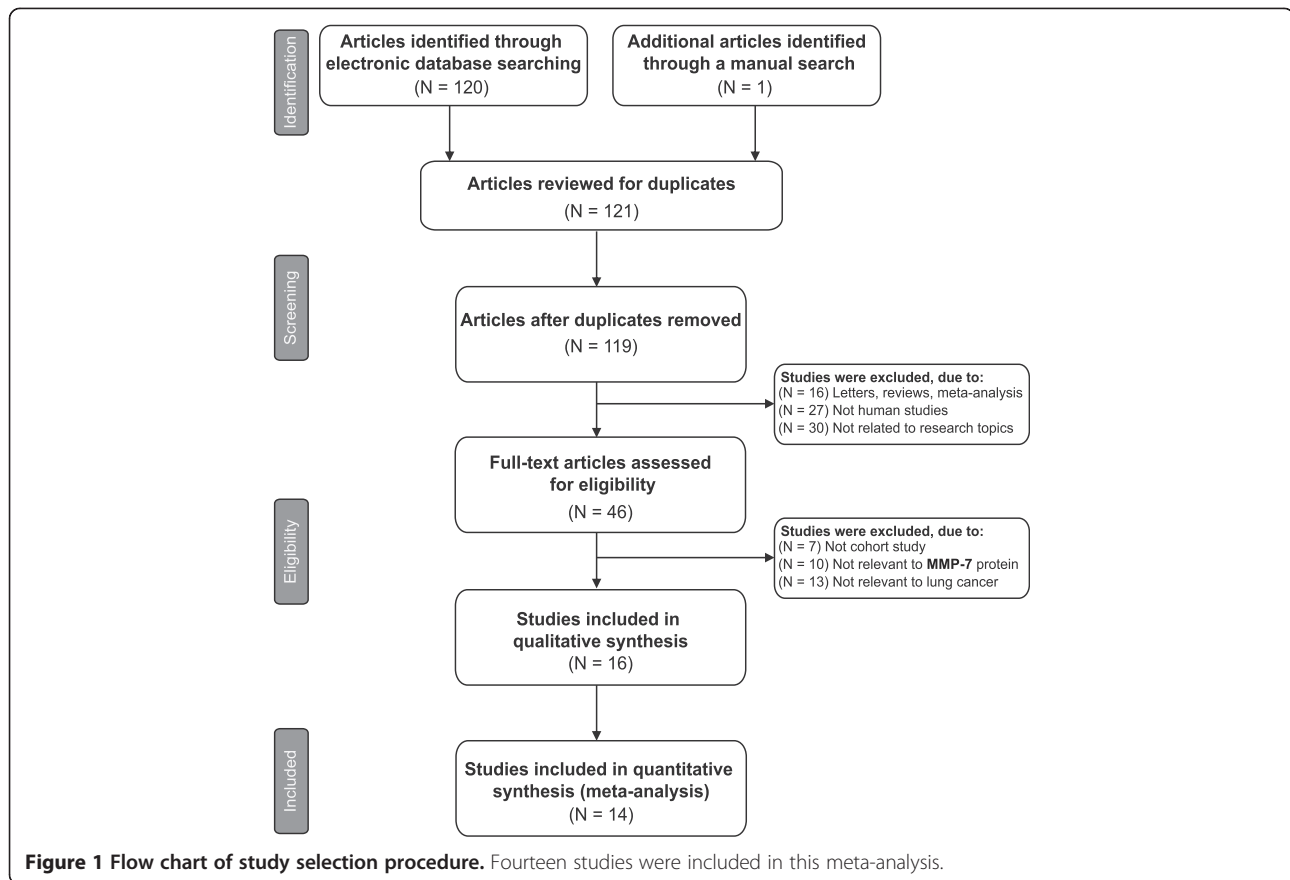 Identification
Articles identified through
electronic database searching
(N = 120)
Additional articles identified
through a manual search
(N = 1)
Articles reviewed for duplicates
(N = 121)
Screening
Articles after duplicates removed
(N = 119)
Studies were excluded, due to:
(N = 16) Letters, reviews, meta-analysis
(N = 27) Not human studies
(N = 30) Not related to research topics
Full-text articles assessed
for eligibility
(N = 46)
Eligibility
Studies were excluded, due to:
(N = 7) Not cohort study
(N = 10) Not relevant to MMP-7 protein
(N = 13) Not relevant to lung cancer
Studies included in
qualitative synthesis
(N = 16)
Included
Studies included in quantitative
synthesis (meta-analysis)
(N = 14)
Figure 1 Flow chart of study selection procedure. Fourteen studies were included in this meta-analysis.